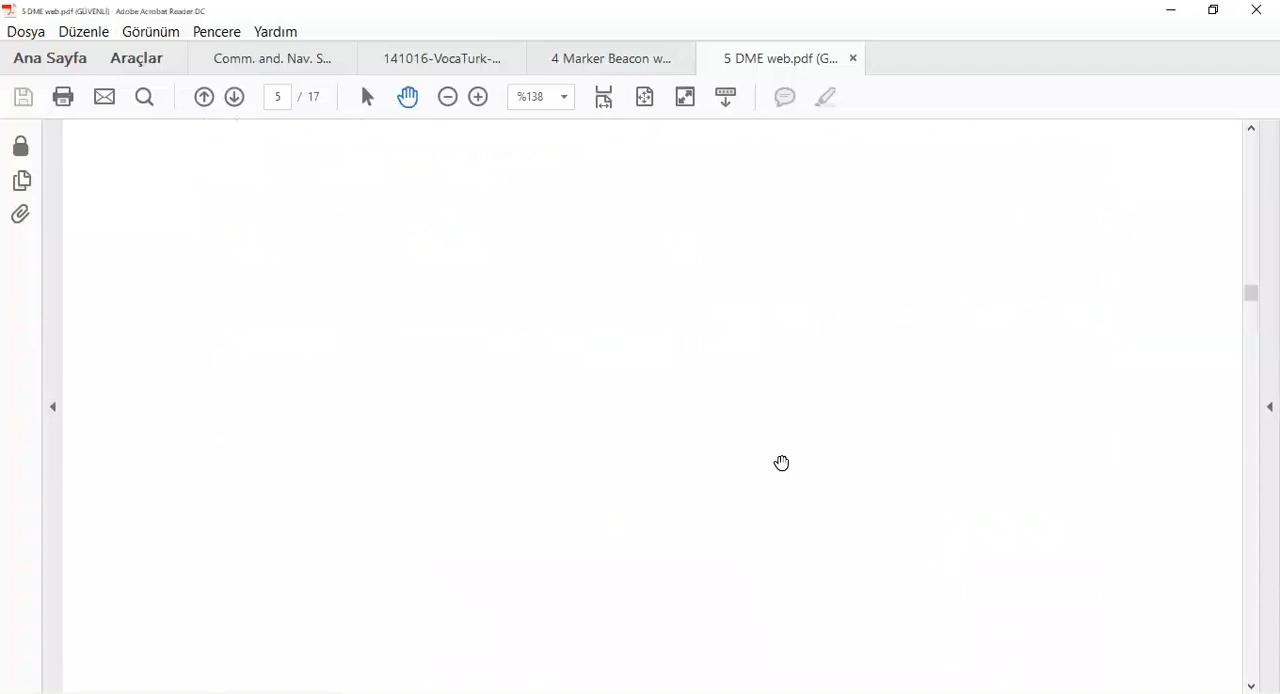 5 DME web.pdf (GÜVENLİ) - Adobe Acrobat Reader DC
Dosya Düzenle Görünüm Pencere Yardım
Ana Sayfa Araçlar Comm. and. Nav. S... 141016-VocaTurk-... 4 Marker Beacon w... 5 DME web.pdf (G... ×
5 / 17 %138